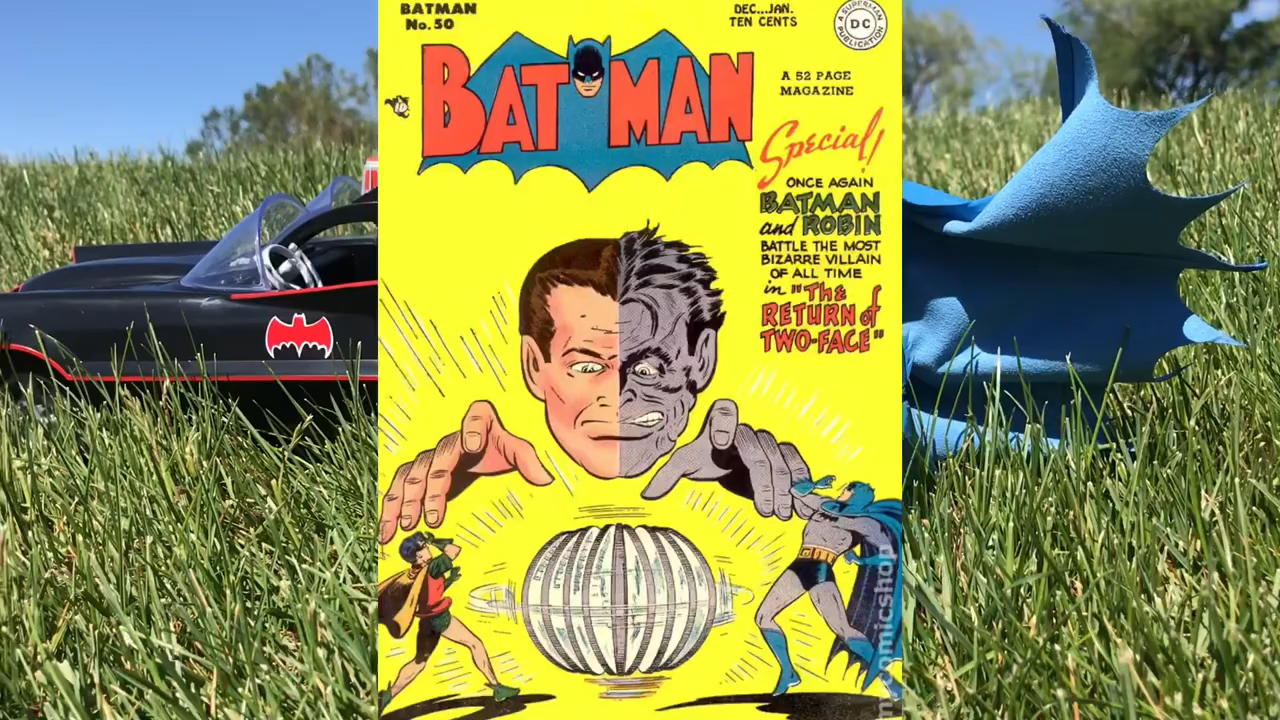 BATMAN
No.50
DEC...JAN.
TEN CENTS
A SUPERMAN
DC
PUBLICATION
BATMAN
A 52 PAGE
MAGAZINE
Special!
ONCE AGAIN
BATMAN
and ROBIN
BATTLE THE MOST
BIZARRE VILLAIN
OF ALL TIME
in "The
RETURN of
TWO-FACE"
mycomicshop